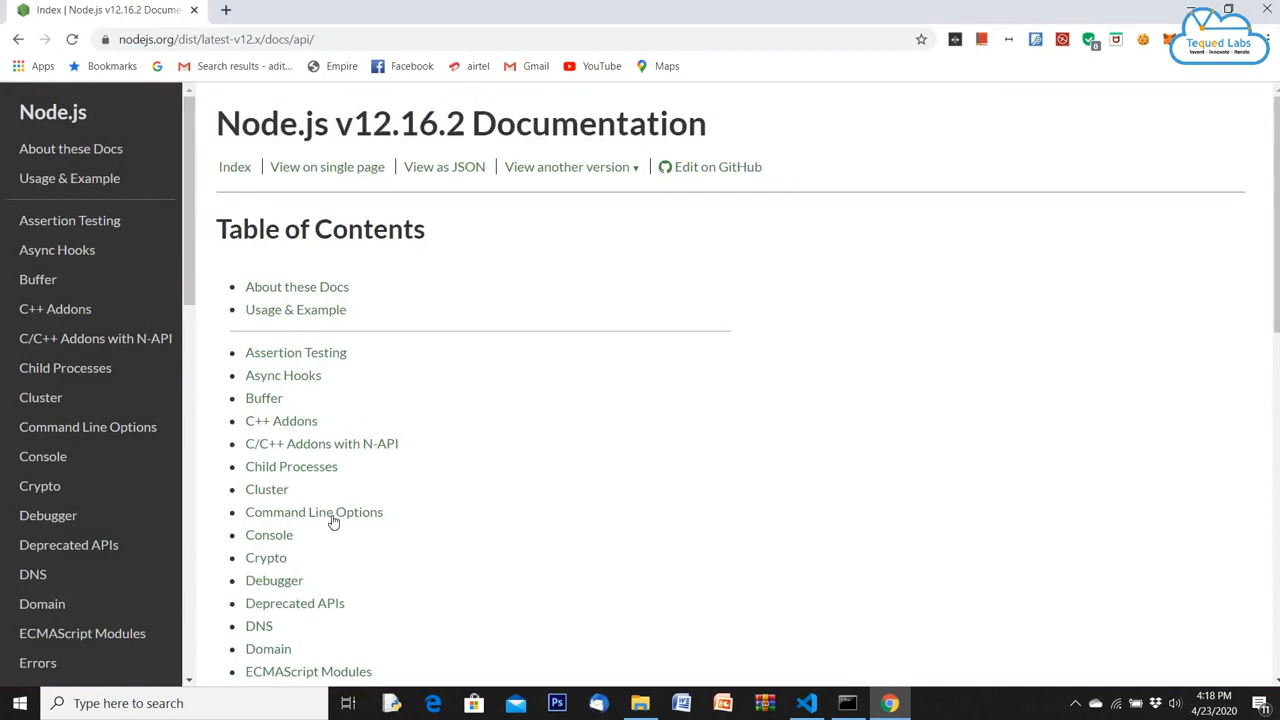 Index | Node.js v12.16.2 Docume
nodejs.org/dist/latest-v12.x/docs/api/
0
Tequed Labs
Invent - Innovate - Iterate
Apps
Bookmarks
Search results - adit...
Empire
Facebook
airtel
Gmail
YouTube
Maps
Node.js
About these Docs
Usage & Example
Assertion Testing
Async Hooks
Buffer
C++ Addons
C/C++ Addons with N-API
Child Processes
Cluster
Command Line Options
Console
Crypto
Debugger
Deprecated APIs
DNS
Domain
ECMAScript Modules
Errors
Node.js v12.16.2 Documentation
Index
View on single page
View as JSON
View another version ▼
Edit on GitHub
Table of Contents
About these Docs
Usage & Example
Assertion Testing
Async Hooks
Buffer
C++ Addons
C/C++ Addons with N-API
Child Processes
Cluster
Command Line Options
Console
Crypto
Debugger
Deprecated APIs
DNS
Domain
ECMAScript Modules
Type here to search
4:18 PM
4/23/2020
11